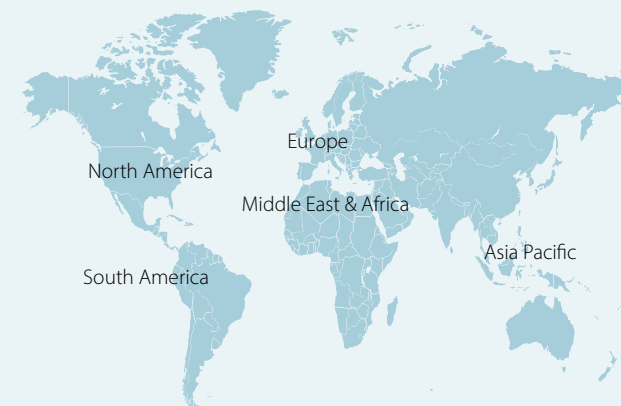 Europe
North America
Middle East & Africa
Asia Pacific
South America